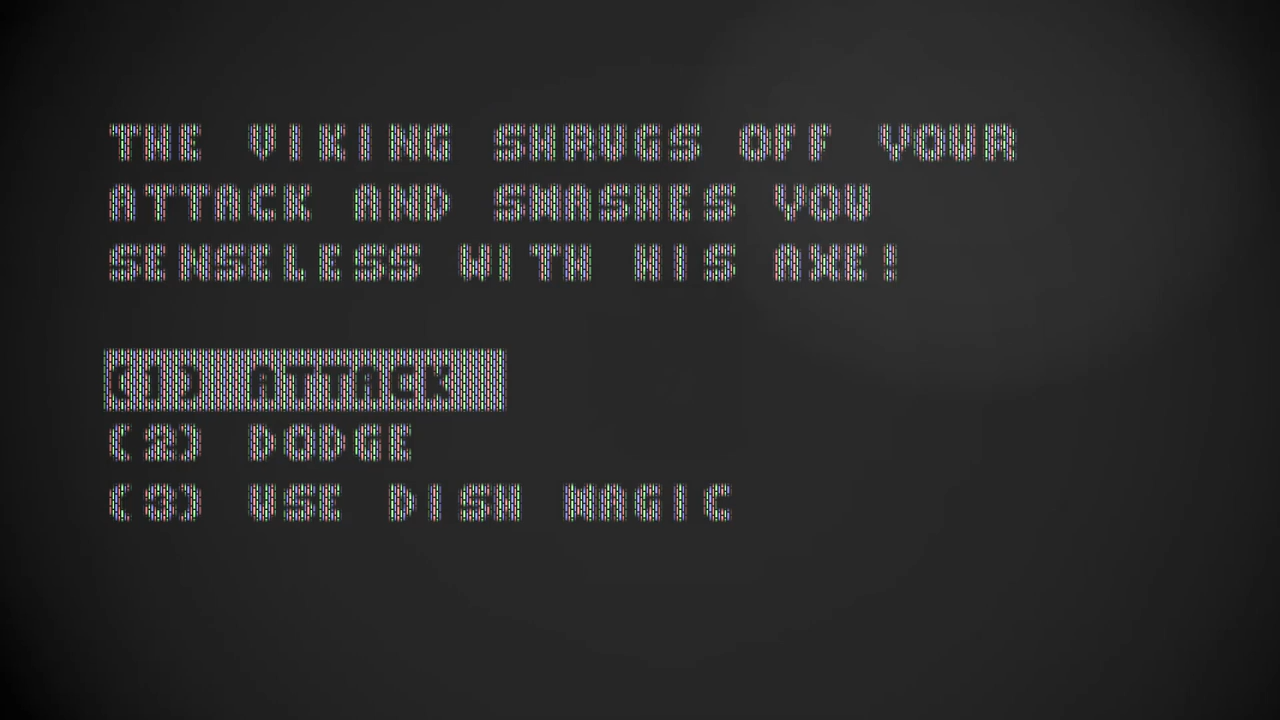 THE VIKING SHRUGS OFF YOUR
ATTACK AND SMASHES YOU
SENSELESS WITH HIS AXE!
(1) ATTACK
(2) DODGE
(3) USE DISH MAGIC